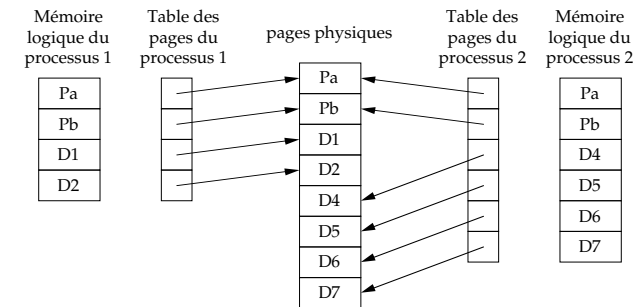 Mémoire
logique du
processus 1
Table des
pages du
processus 1
pages physiques
Table des
pages du
processus 2
Mémoire
logique du
processus 2
Pa
Pb
D1
D2
Pa
Pb
D1
D2
D4
D5
D6
D7
Pa
Pb
D4
D5
D6
D7